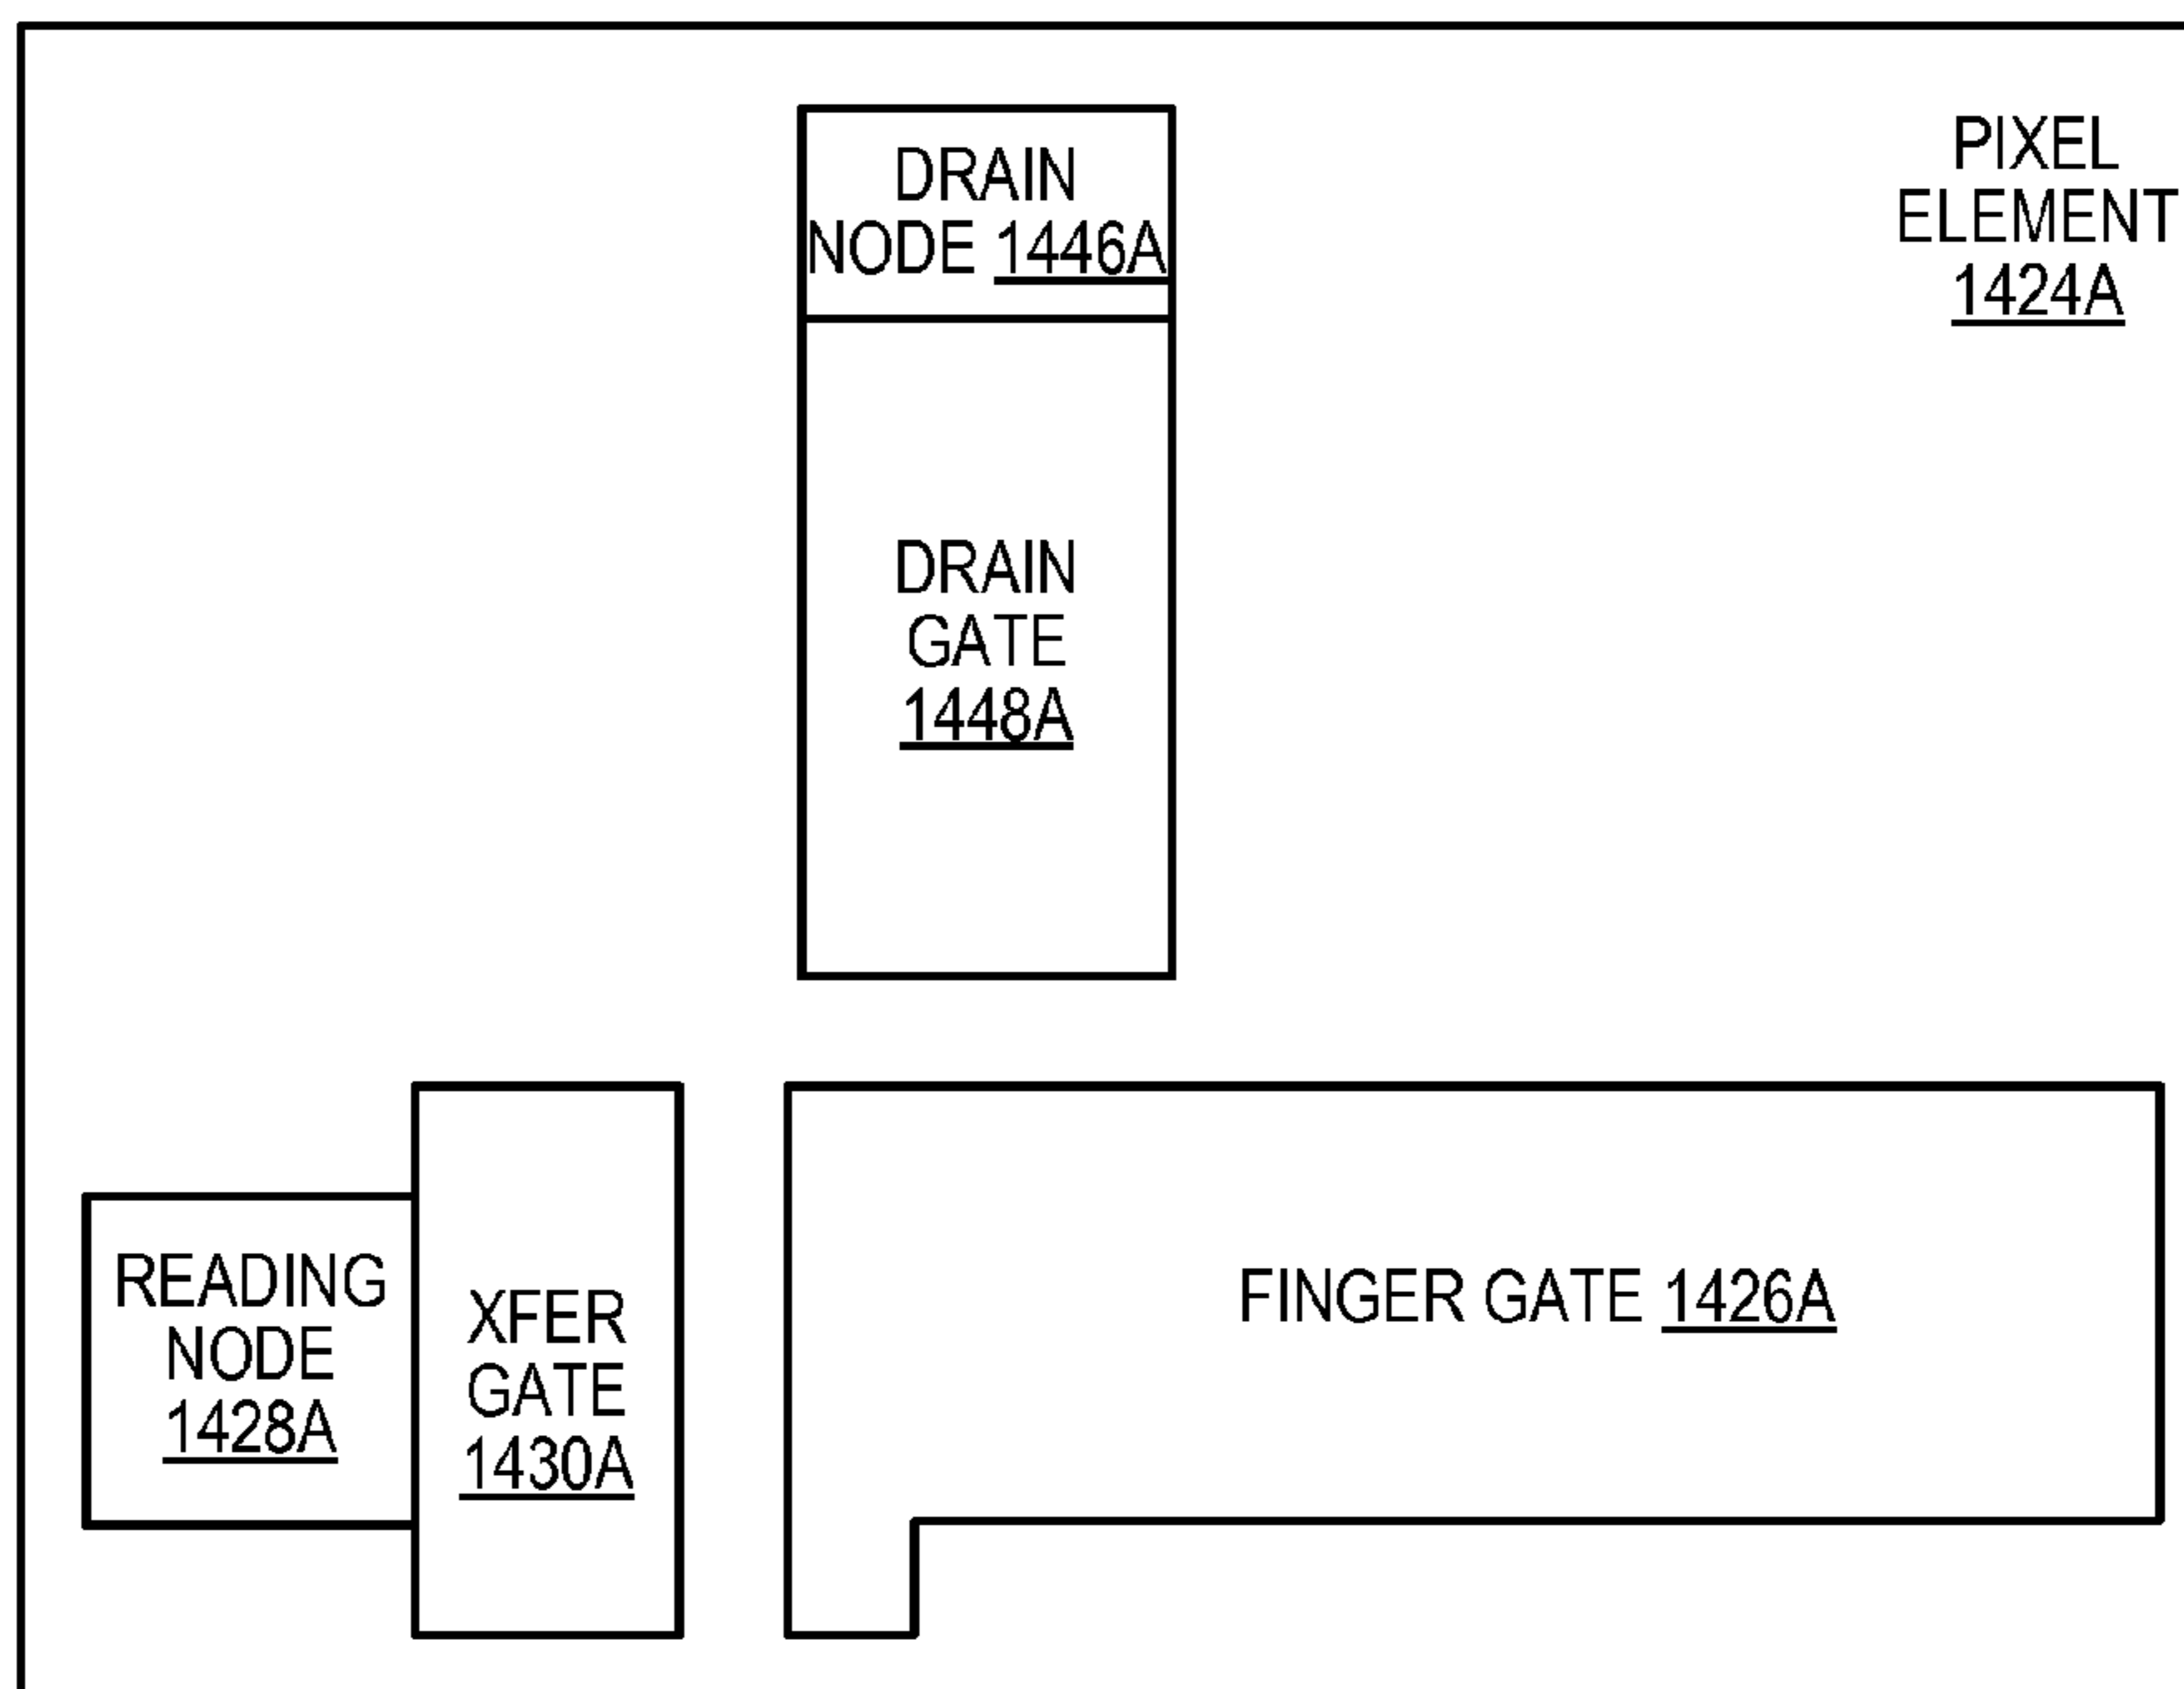 DRAIN
NODE 1446A
PIXEL
ELEMENT
1424A
DRAIN
GATE
1448A
READING
NODE
1428A
XFER
GATE
1430A
FINGER GATE 1426A